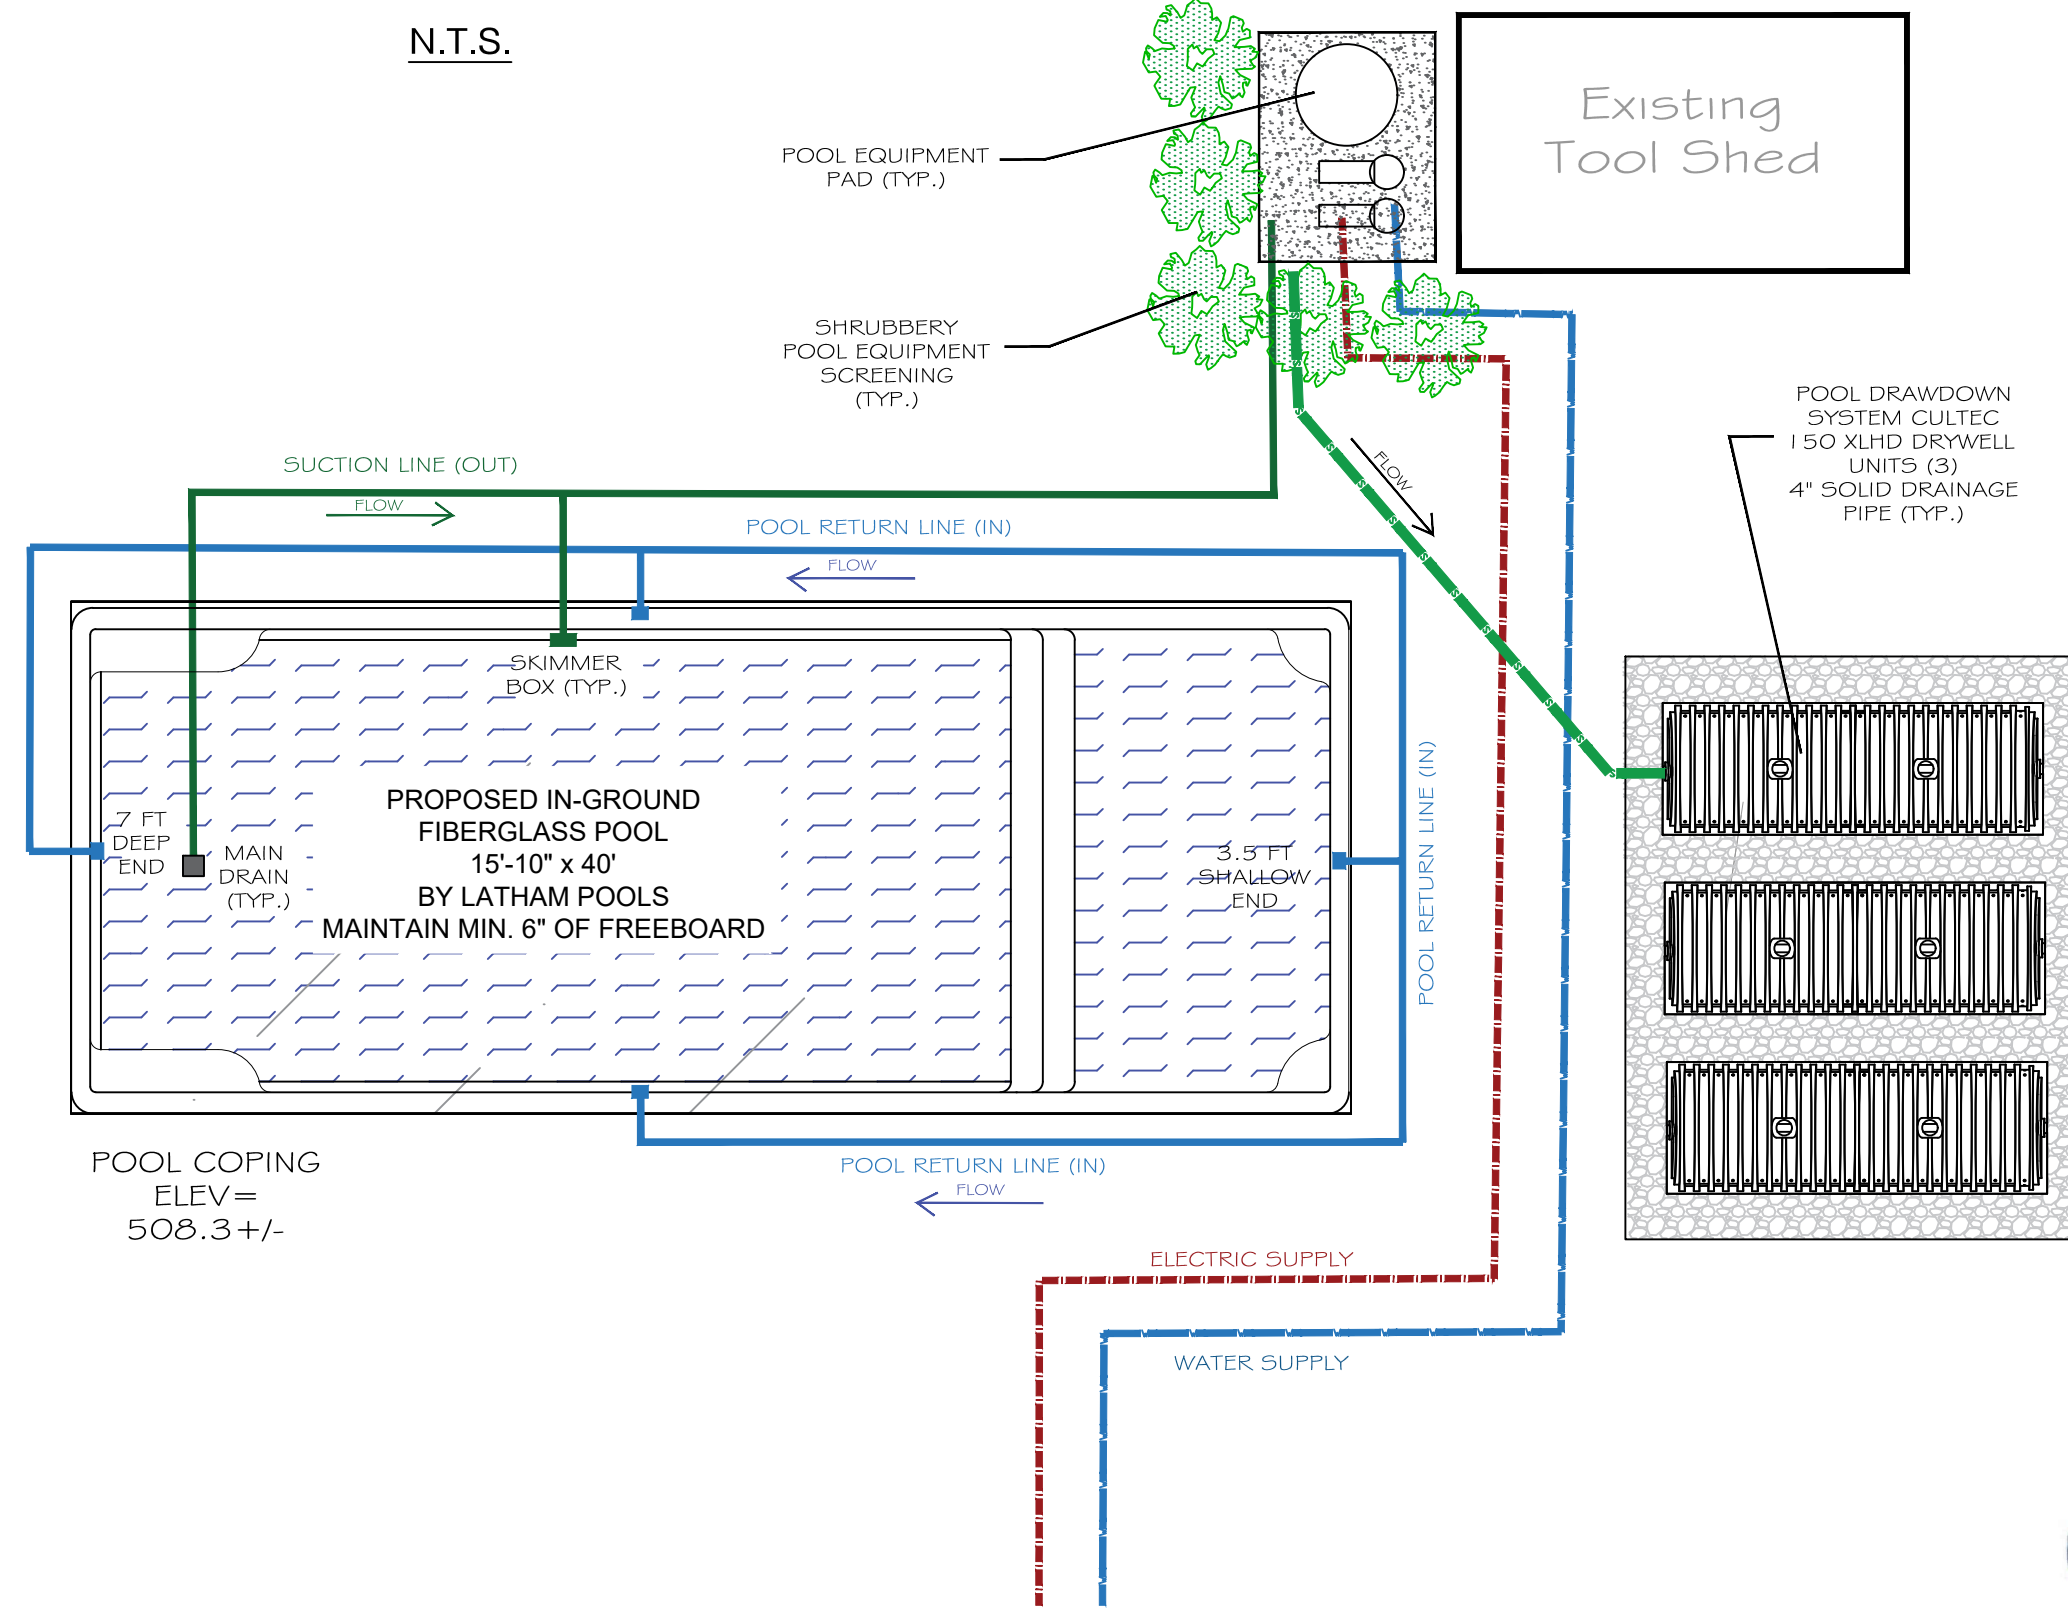 N.T.S.
Existing
Tool Shed
POOL EQUIPMENT
PAD (TYP.)
SHRUBBERY
POOL EQUIPMENT
SCREENING
(TYP.)
POOL DRAWDOWN
SYSTEM CULTEC
150 XLHD DRYWELL
UNITS (3)
4" SOLID DRAINAGE
PIPE (TYP.)
FLOW
SUCTION LINE (OUT)
FLOW
POOL RETURN LINE (IN)
FLOW
SKIMMER
BOX (TYP.)
7 FT
DEEP
END
MAIN
DRAIN
(TYP.)
PROPOSED IN-GROUND
FIBERGLASS POOL
15'-10" x 40'
BY LATHAM POOLS
MAINTAIN MIN. 6" OF FREEBOARD
3.5 FT
SHALLOW
END
POOL RETURN LINE (IN)
POOL COPING
ELEV=
508.3+/-
POOL RETURN LINE (IN)
FLOW
ELECTRIC SUPPLY
WATER SUPPLY